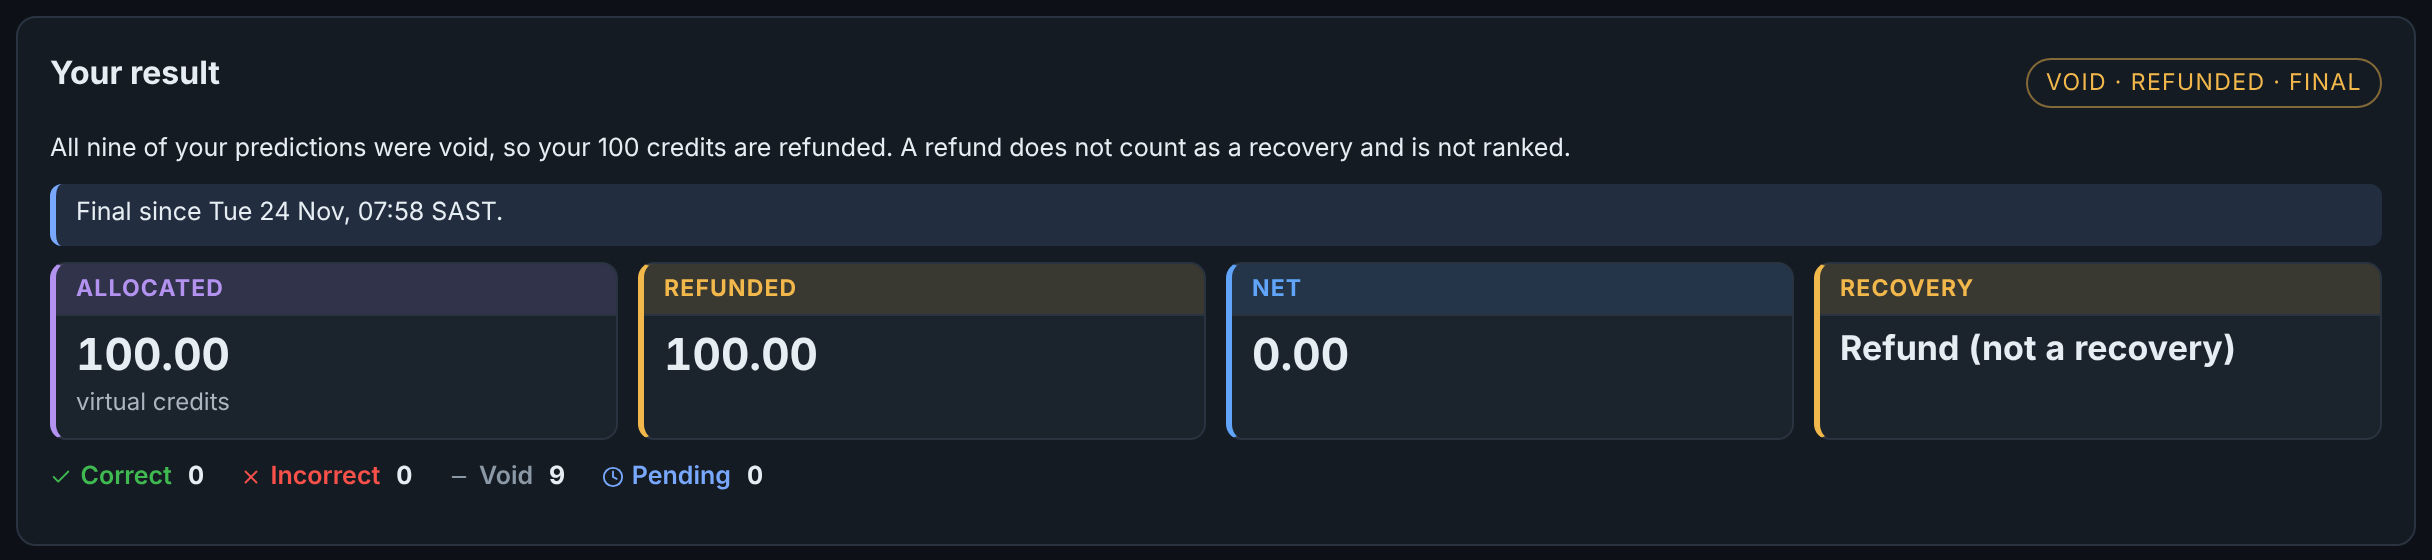 Your result
VOID · REFUNDED · FINAL
All nine of your predictions were void, so your 100 credits are refunded. A refund does not count as a recovery and is not ranked.
Final since Tue 24 Nov, 07:58 SAST.
ALLOCATED
100.00
virtual credits
REFUNDED
100.00
NET
0.00
RECOVERY
Refund (not a recovery)
Correct 0 Incorrect 0 Void 9 Pending 0